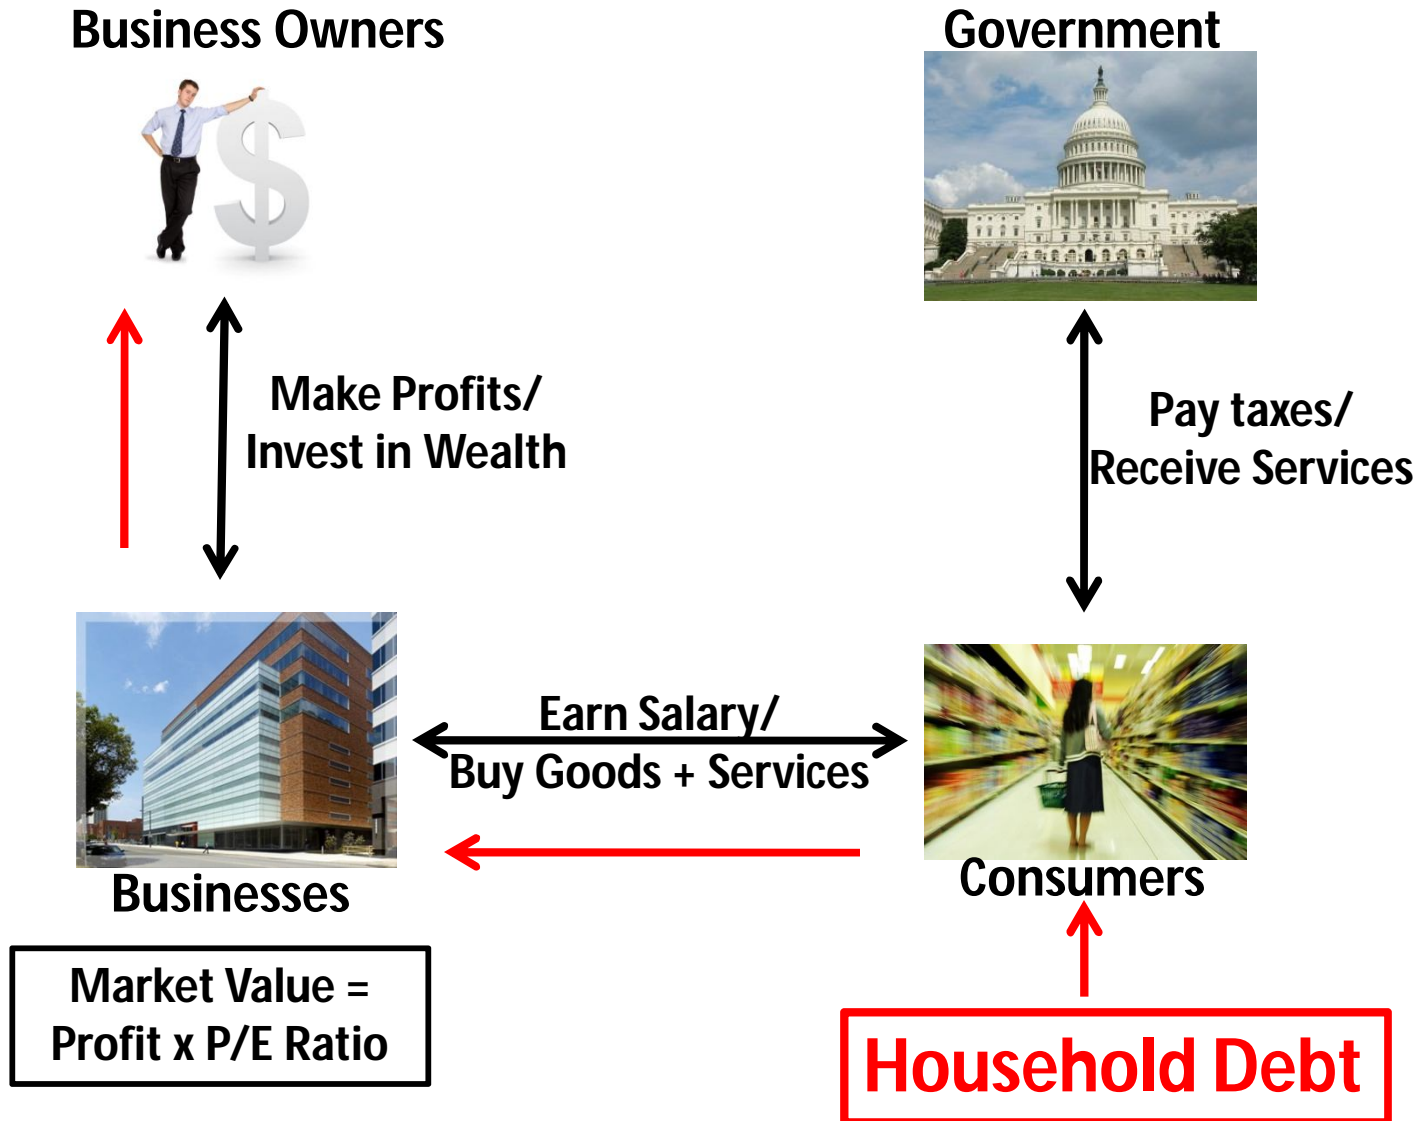 Business Owners
Government
Make Profits/
Invest in Wealth
Pay taxes/
Receive Services
Earn Salary/
Buy Goods + Services
Businesses
Consumers
Market Value =
Profit x P/E Ratio
Household Debt